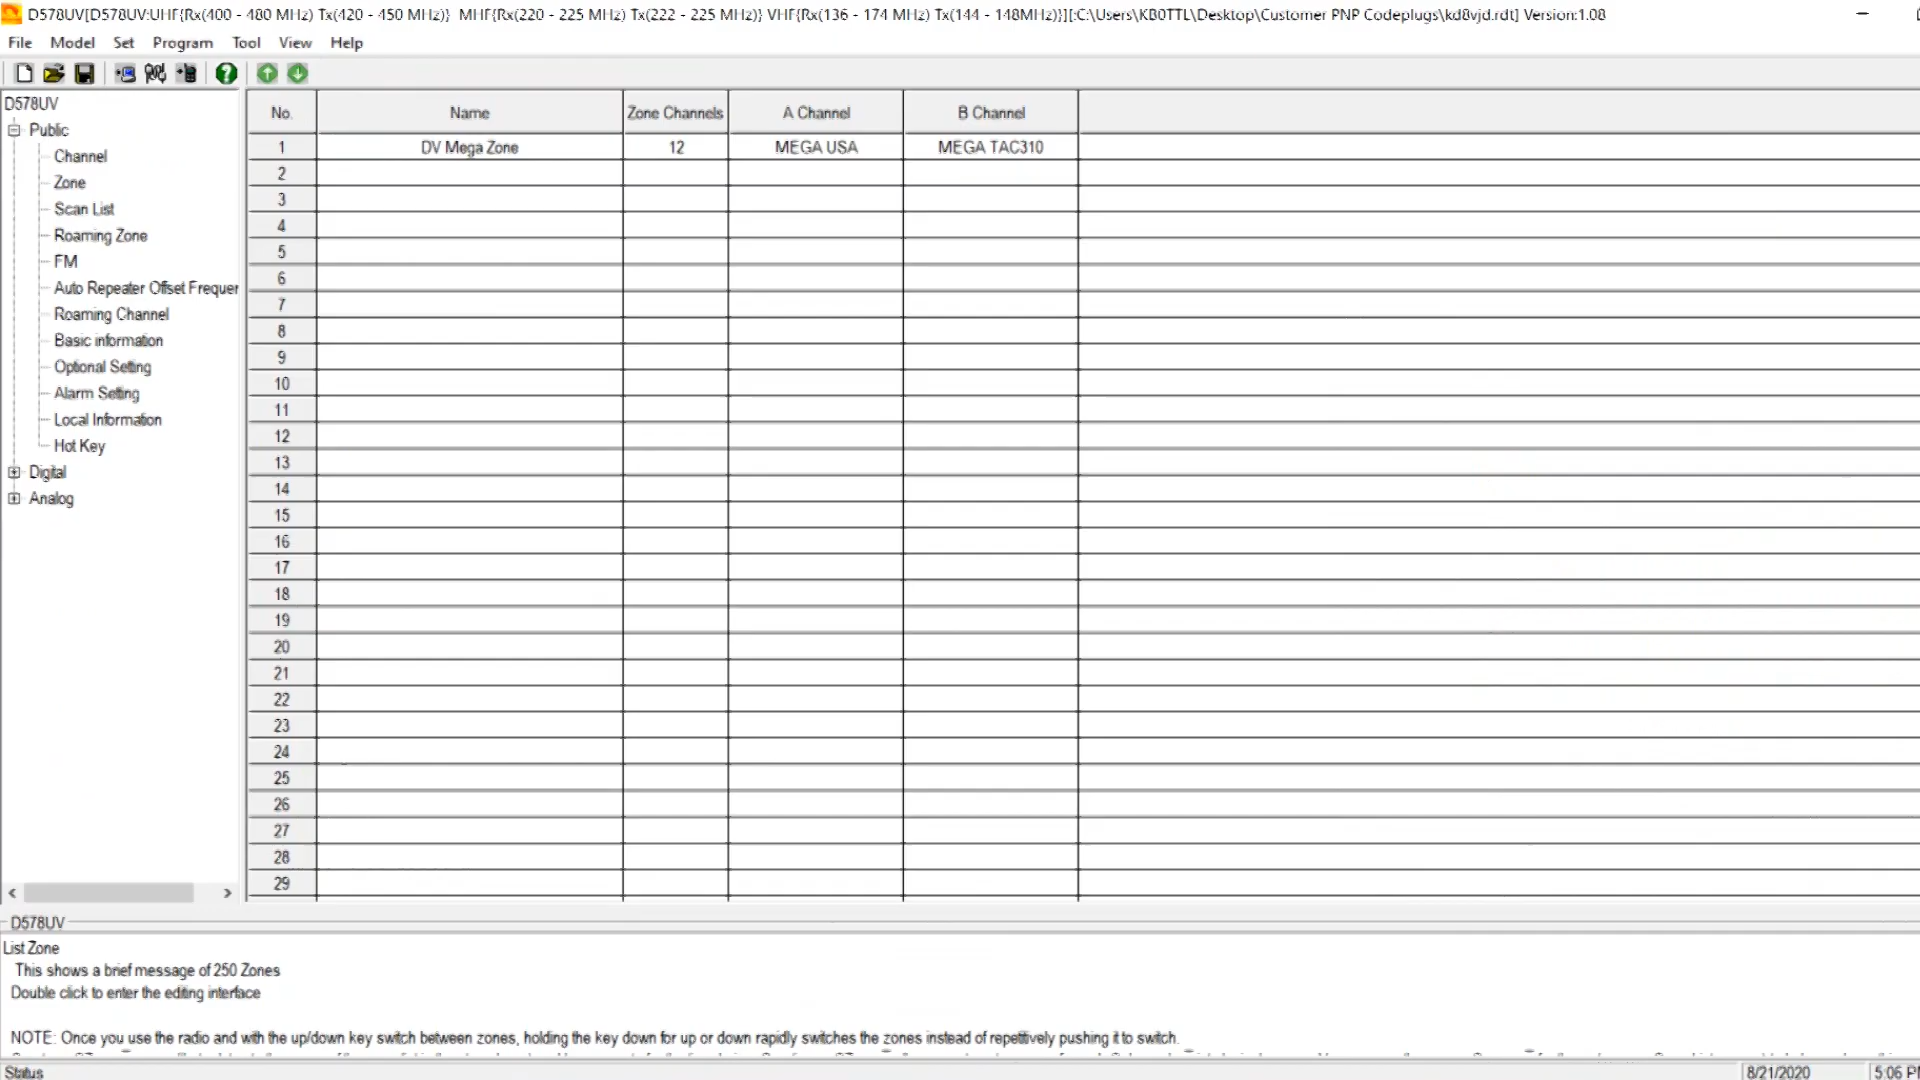 D578UV[D578UV:UHF{Rx(400 - 480 MHz) Tx(420 - 450 MHz)} MHF{Rx(220 - 225 MHz) Tx(222 - 225 MHz)} VHF{Rx(136 - 174 MHz) Tx(144 - 148MHz)}][:C:\Users\KB0TTL\Desktop\Customer PNP Codeplugs\kd8vjd.rdt] Version:1.08
File Model Set Program Tool View Help
D578UV
Public
Channel
Zone
Scan List
Roaming Zone
FM
Auto Repeater Offset Frequen
Roaming Channel
Basic information
Optional Setting
Alarm Setting
Local Information
Hot Key
Digital
Analog
No. Name Zone Channels A Channel B Channel
1 DV Mega Zone 12 MEGA USA MEGA TAC310
2
3
4
5
6
7
8
9
10
11
12
13
14
15
16
17
18
19
20
21
22
23
24
25
26
27
28
29
D578UV
List Zone
This shows a brief message of 250 Zones
Double click to enter the editing interface
NOTE: Once you use the radio and with the up/down key switch between zones, holding the key down for up or down rapidly switches the zones instead of repetitively pushing it to switch.
Status 8/21/2020 5:06 PM